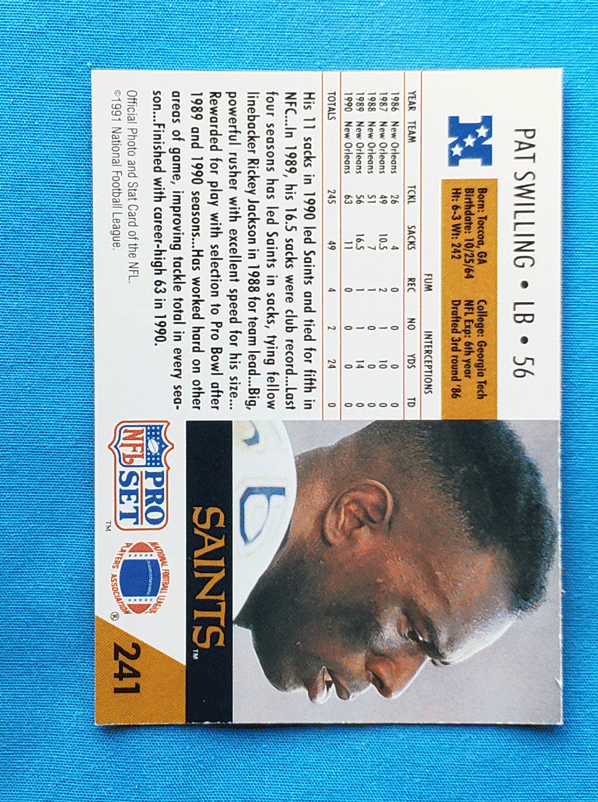 PAT SWILLING • LB • 56
N
Born: Toccoa, GA College: Georgia Tech
Birthdate: 10/25/64 NFL Exp: 6th year
Ht: 6-3 Wt: 242 Drafted 3rd round '86
FUM INTERCEPTIONS
YEAR TEAM TCKL SACKS REC NO YDS TD
1986 New Orleans 26 4 0 0 0 0
1987 New Orleans 49 10.5 2 1 10 0
1988 New Orleans 51 7 1 0 0 0
1989 New Orleans 56 16.5 1 1 14 0
1990 New Orleans 63 11 0 0 0 0
TOTALS 245 49 4 2 24 0
His 11 sacks in 1990 led Saints and tied for fifth in
NFC...In 1989, his 16.5 sacks were club record...Last
four seasons has led Saints in sacks, tying fellow
linebacker Rickey Jackson in 1988 for team lead...Big,
powerful rusher with excellent speed for his size...
Rewarded for play with selection to Pro Bowl after
1989 and 1990 seasons...Has worked hard on other
areas of game, improving tackle total in every sea-
son...Finished with career-high 63 in 1990.
Official Photo and Stat Card of the NFL.
©1991 National Football League.
6
SAINTS™
PRO
NFL
SET™
NATIONAL FOOTBALL LEAGUE
PLAYERS ASSOCIATION®
241